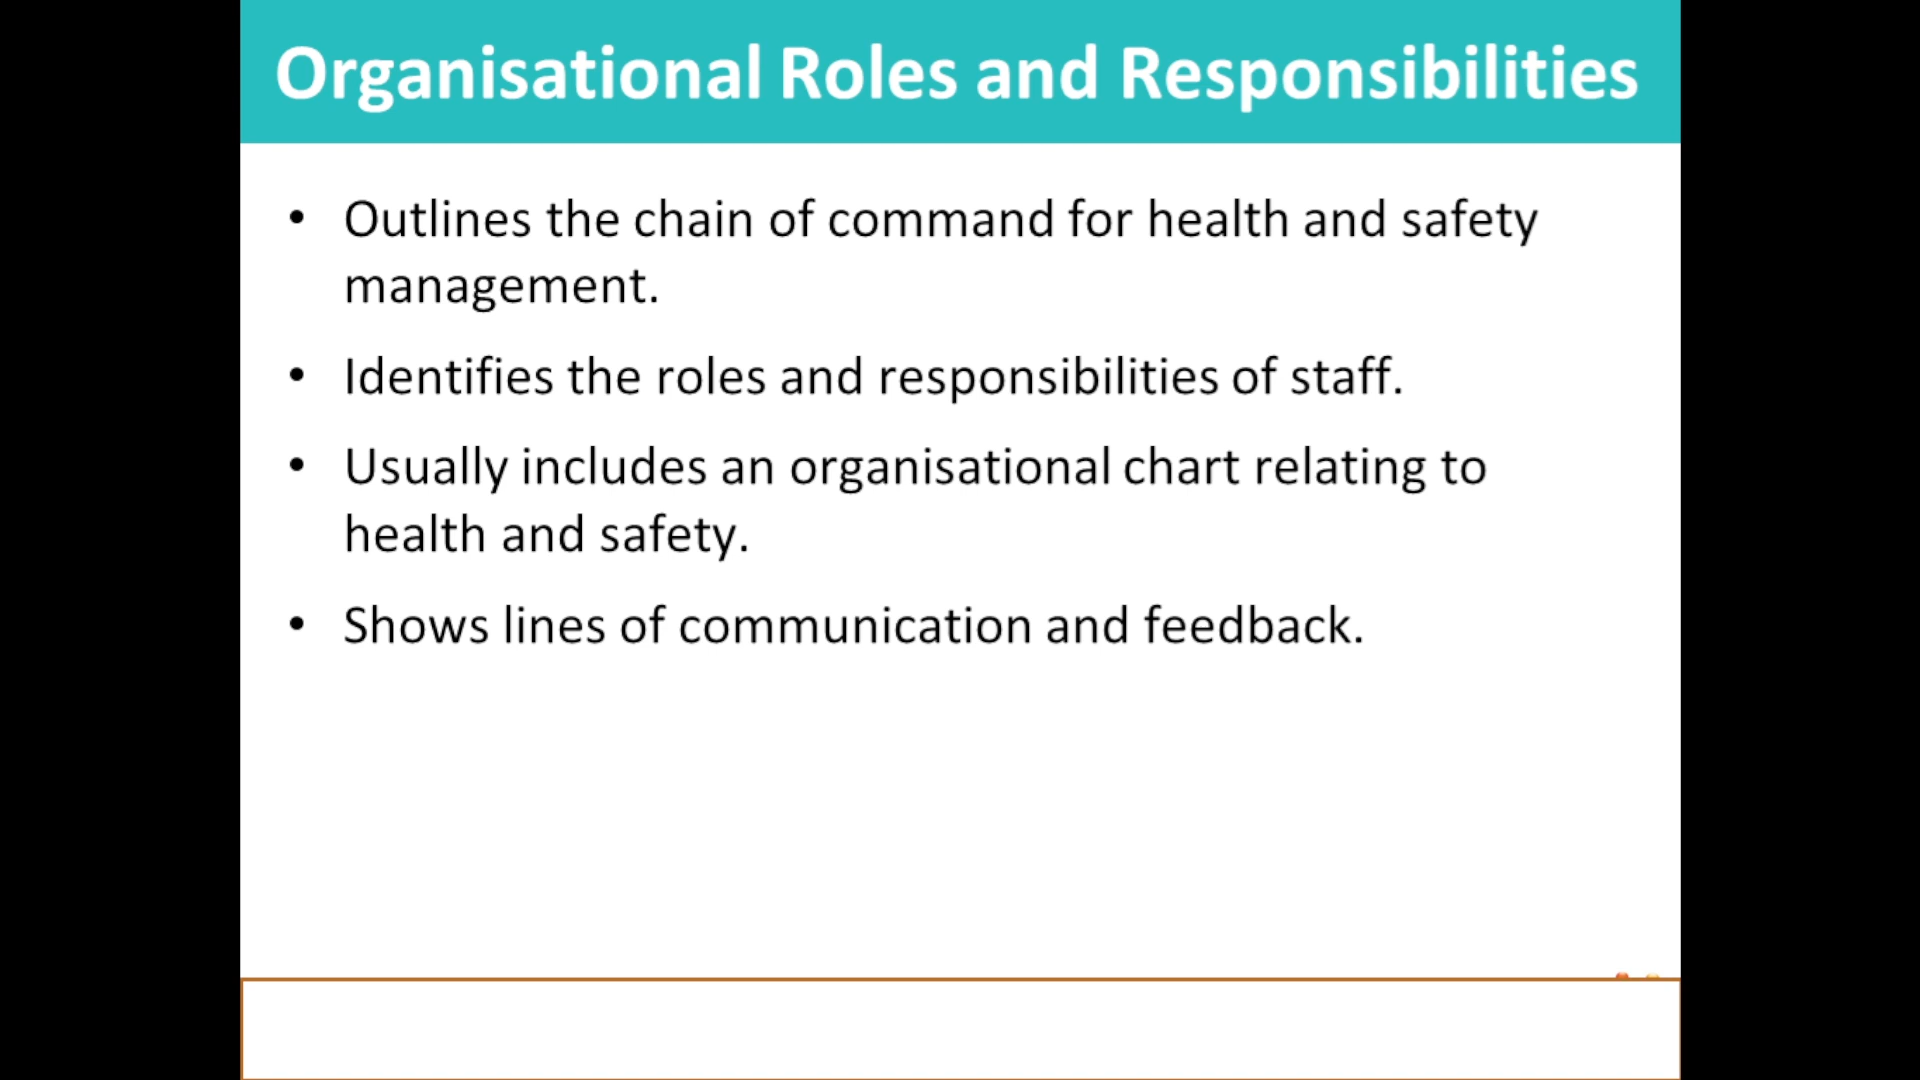 Organisational Roles and Responsibilities
• Outlines the chain of command for health and safety
management.
• Identifies the roles and responsibilities of staff.
• Usually includes an organisational chart relating to
health and safety.
• Shows lines of communication and feedback.